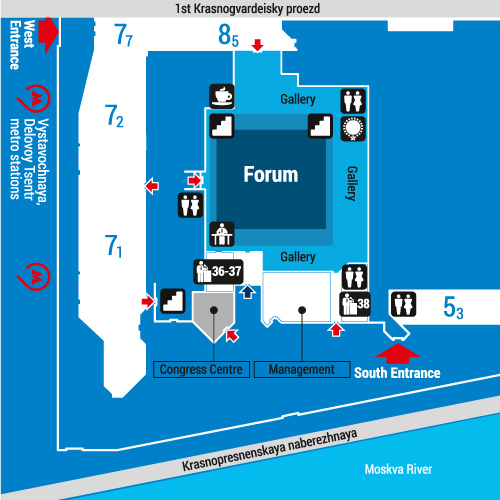 1st Krasnogvardeisky proezd
West
Entrance
7₇
8₅
Gallery
7₂
Vystavochnaya,
Delovoy Tsentr
metro stations
Forum
Gallery
7₁
Gallery
36-37
38
5₃
Congress Centre
Management
South Entrance
Krasnopresnenskaya naberezhnaya
Moskva River